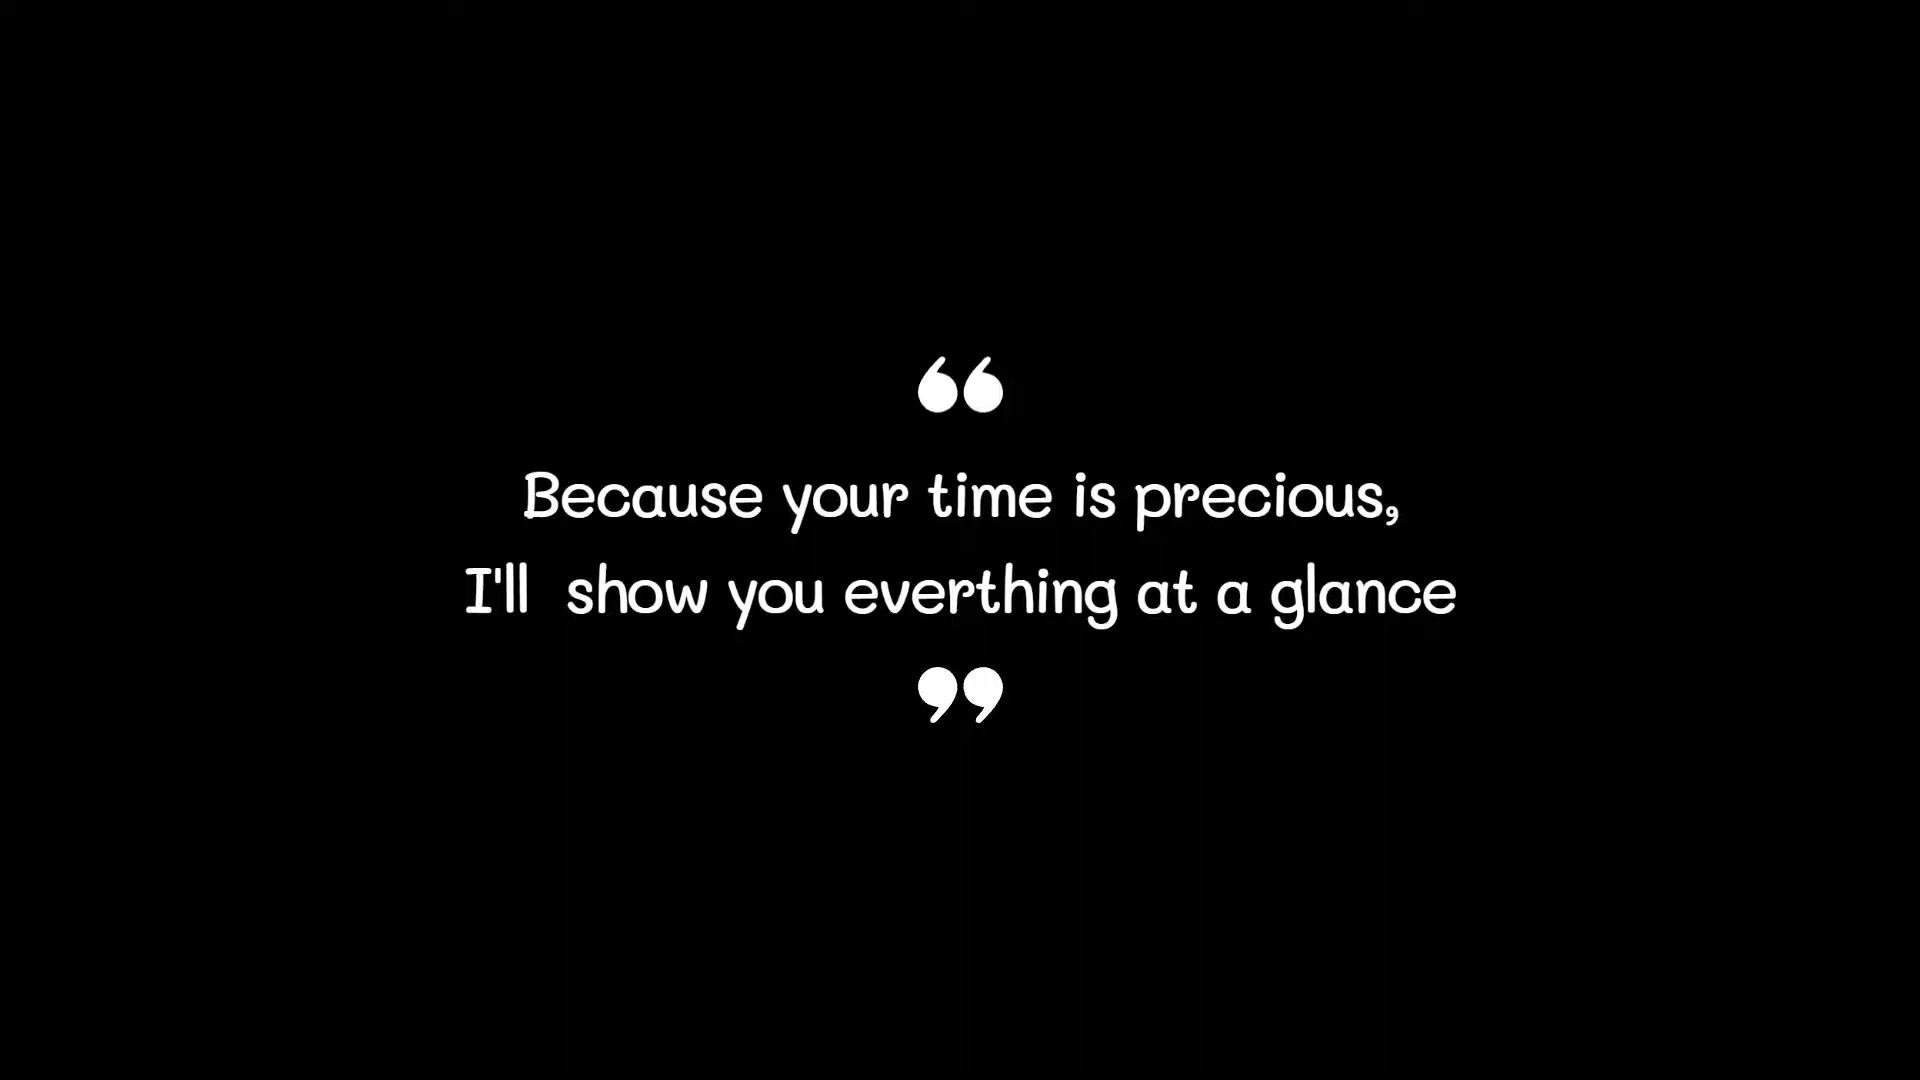 “
Because your time is precious,
I'll  show you everthing at a glance
”